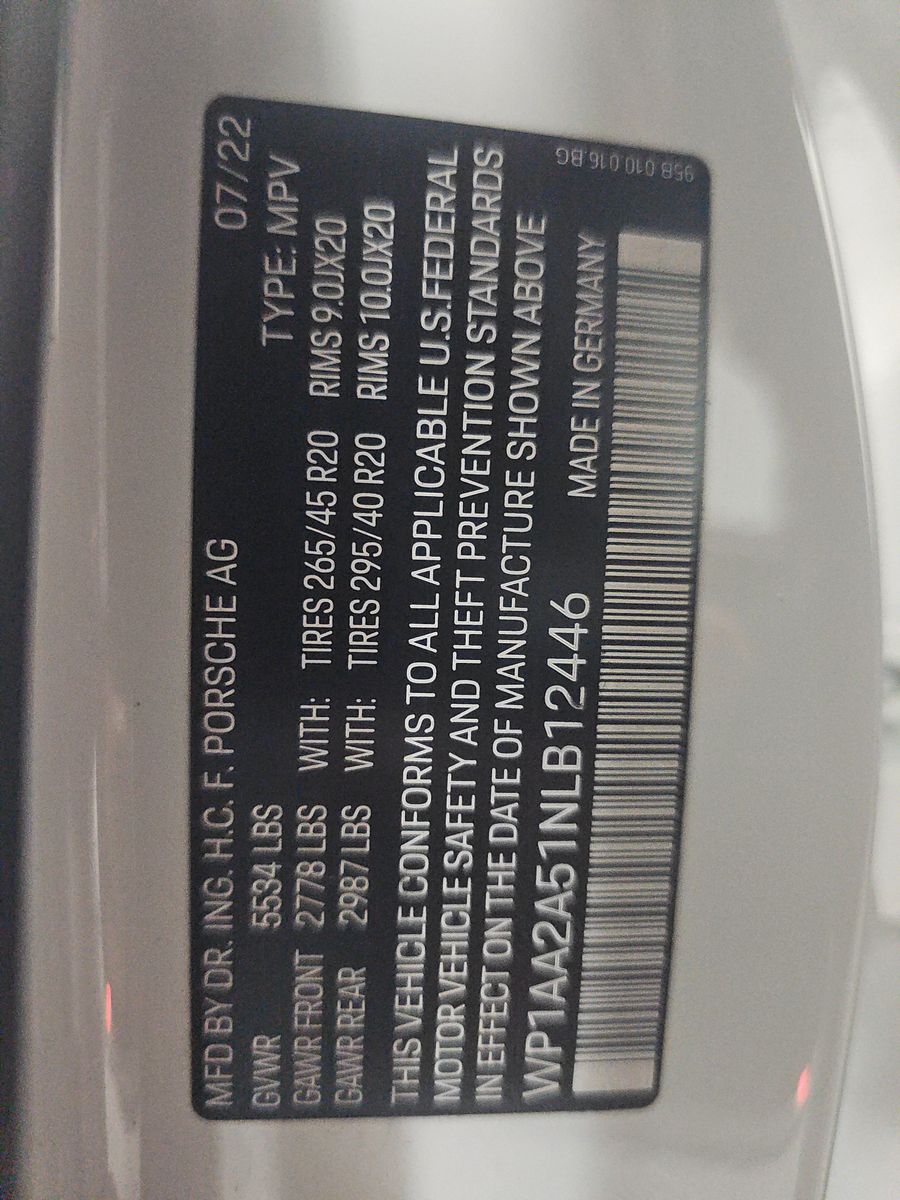 MFD BY DR. ING. H.C. F. PORSCHE AG 07/22
GVWR 5534 LBS TYPE: MPV
GAWR FRONT 2778 LBS WITH: TIRES 265/45 R20 RIMS 9.0JX20
GAWR REAR 2987 LBS WITH: TIRES 295/40 R20 RIMS 10.0JX20
THIS VEHICLE CONFORMS TO ALL APPLICABLE U.S. FEDERAL
MOTOR VEHICLE SAFETY AND THEFT PREVENTION STANDARDS
IN EFFECT ON THE DATE OF MANUFACTURE SHOWN ABOVE
WP1AA2A51NLB12446 MADE IN GERMANY
95B 010 016.BG